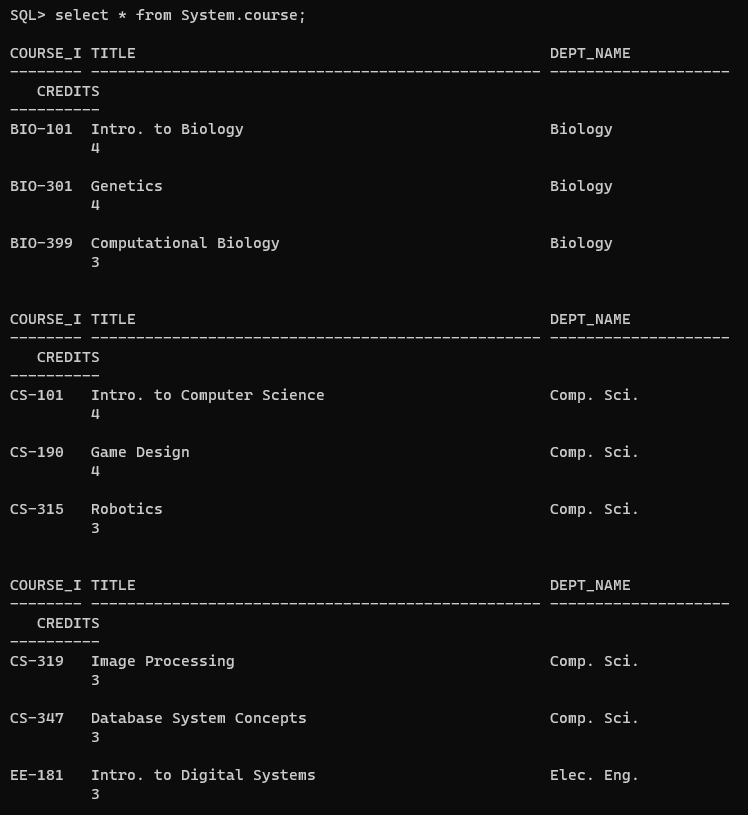 SQL> select * from System.course;
COURSE_I TITLE                                              DEPT_NAME
-------- -------------------------------------------------- --------------------
   CREDITS
----------
BIO-101  Intro. to Biology                                  Biology
         4
BIO-301  Genetics                                           Biology
         4
BIO-399  Computational Biology                              Biology
         3
COURSE_I TITLE                                              DEPT_NAME
-------- -------------------------------------------------- --------------------
   CREDITS
----------
CS-101   Intro. to Computer Science                         Comp. Sci.
         4
CS-190   Game Design                                        Comp. Sci.
         4
CS-315   Robotics                                           Comp. Sci.
         3
COURSE_I TITLE                                              DEPT_NAME
-------- -------------------------------------------------- --------------------
   CREDITS
----------
CS-319   Image Processing                                   Comp. Sci.
         3
CS-347   Database System Concepts                           Comp. Sci.
         3
EE-181   Intro. to Digital Systems                          Elec. Eng.
         3